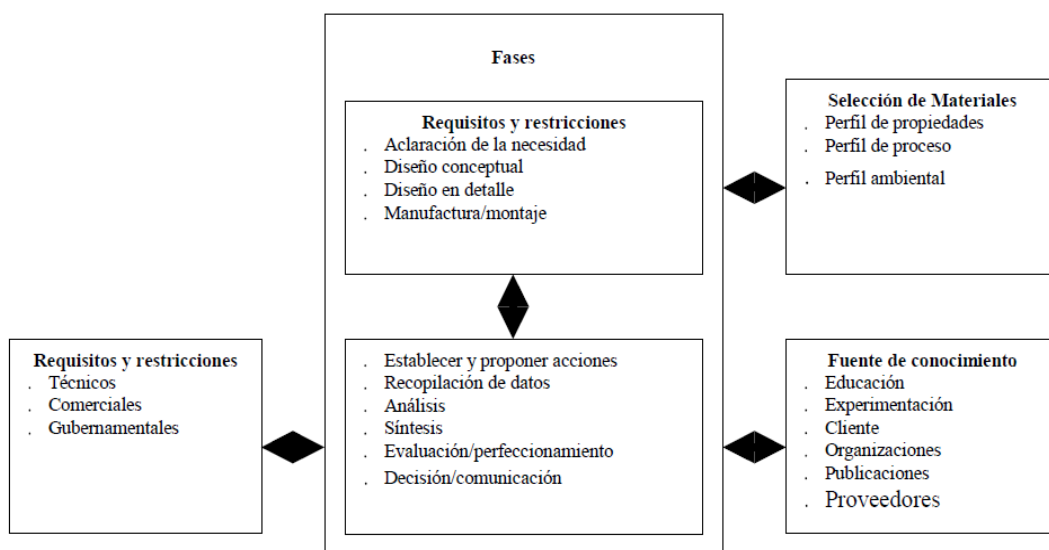 Fases
Requisitos y restricciones
. Aclaración de la necesidad
. Diseño conceptual
. Diseño en detalle
. Manufactura/montaje
Selección de Materiales
. Perfil de propiedades
. Perfil de proceso
. Perfil ambiental
Requisitos y restricciones
. Técnicos
. Comerciales
. Gubernamentales
. Establecer y proponer acciones
. Recopilación de datos
. Análisis
. Síntesis
. Evaluación/perfeccionamiento
. Decisión/comunicación
Fuente de conocimiento
. Educación
. Experimentación
. Cliente
. Organizaciones
. Publicaciones
. Proveedores